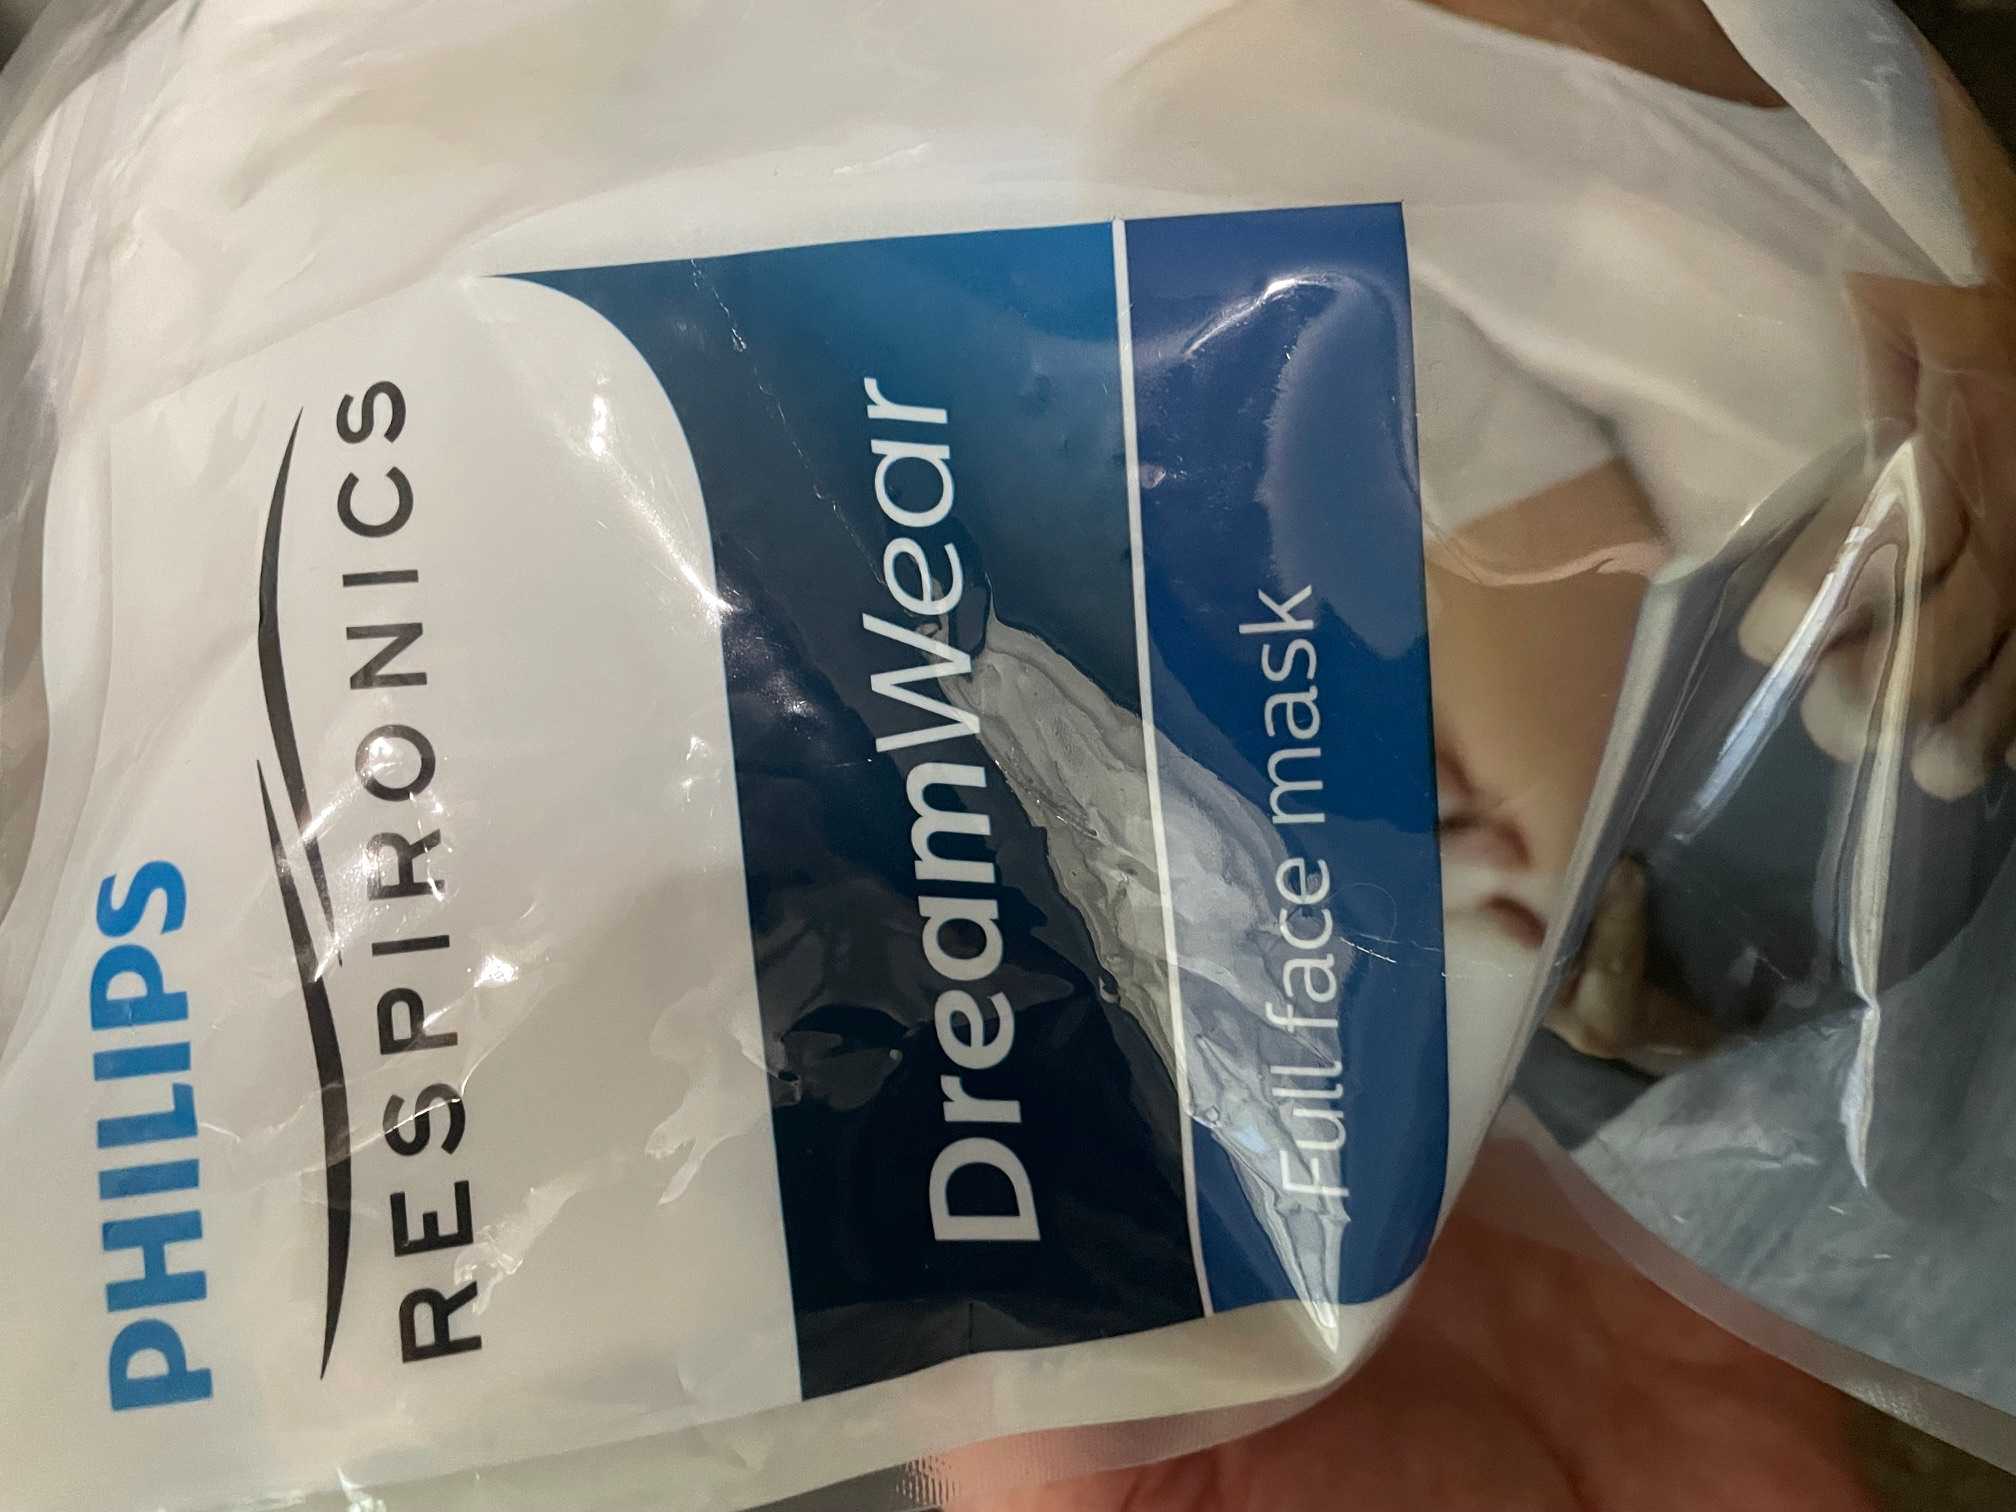 PHILIPS
RESPIRONICS
DreamWear
Full face mask